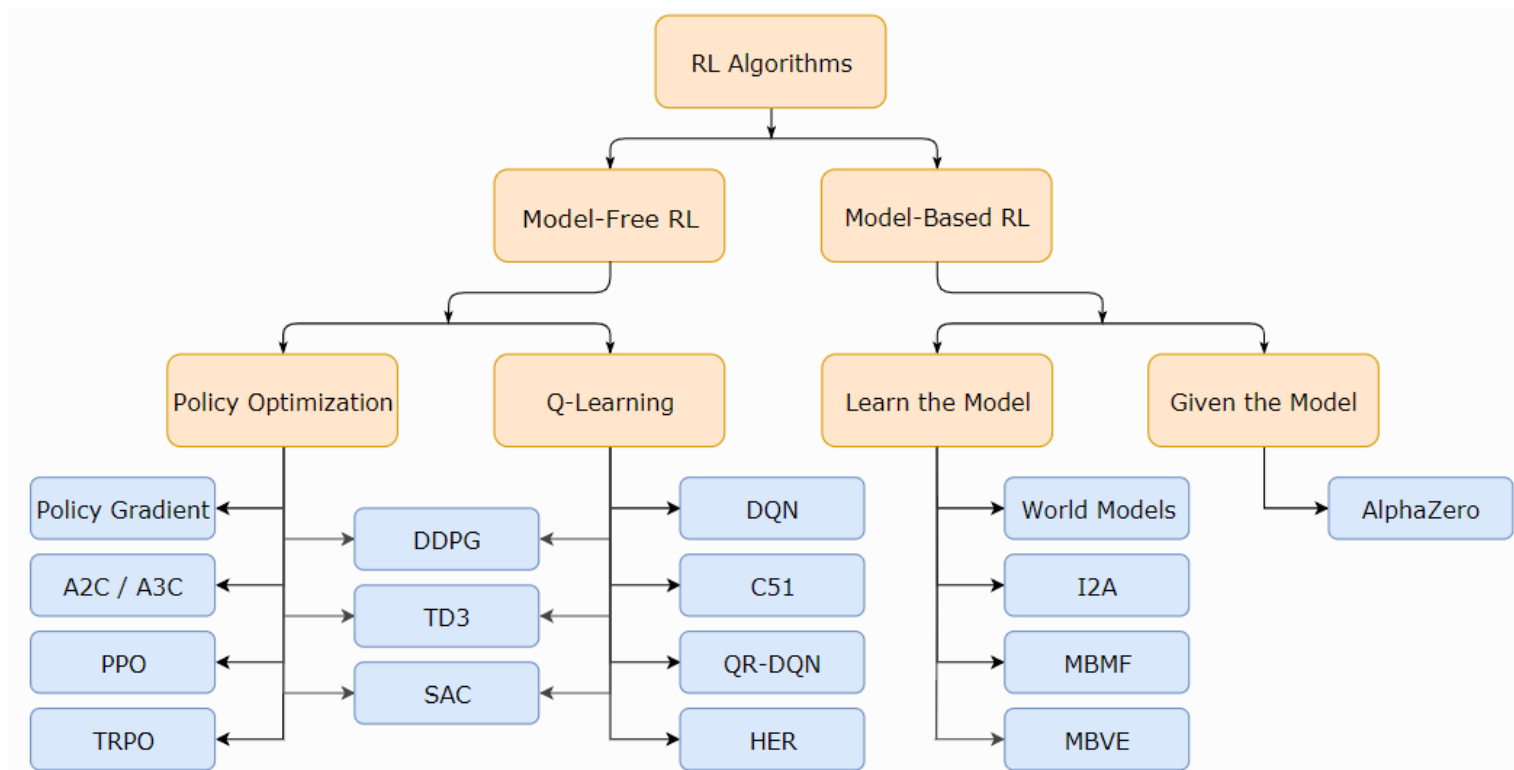 RL Algorithms
Model-Free RL
Model-Based RL
Policy Optimization
Q-Learning
Learn the Model
Given the Model
Policy Gradient
A2C / A3C
PPO
TRPO
DDPG
TD3
SAC
DQN
C51
QR-DQN
HER
World Models
I2A
MBMF
MBVE
AlphaZero